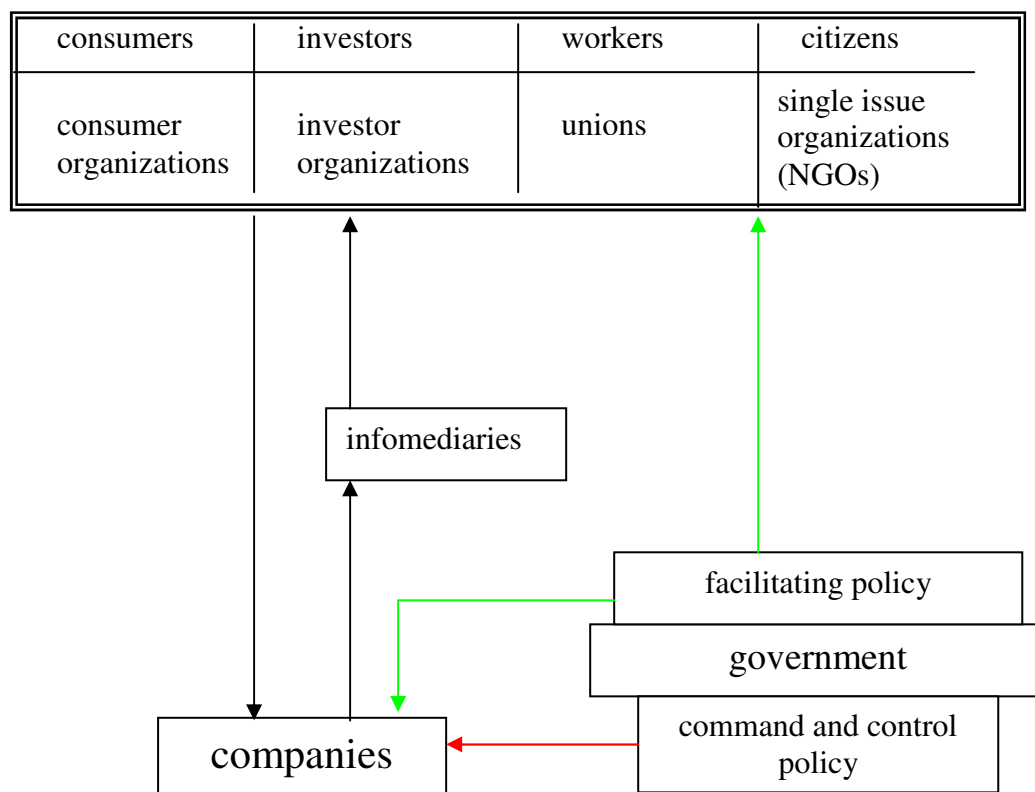 consumers investors workers citizens
consumer organizations
investor organizations
unions
single issue organizations (NGOs)
infomediaries
facilitating policy
government
command and control
policy
companies